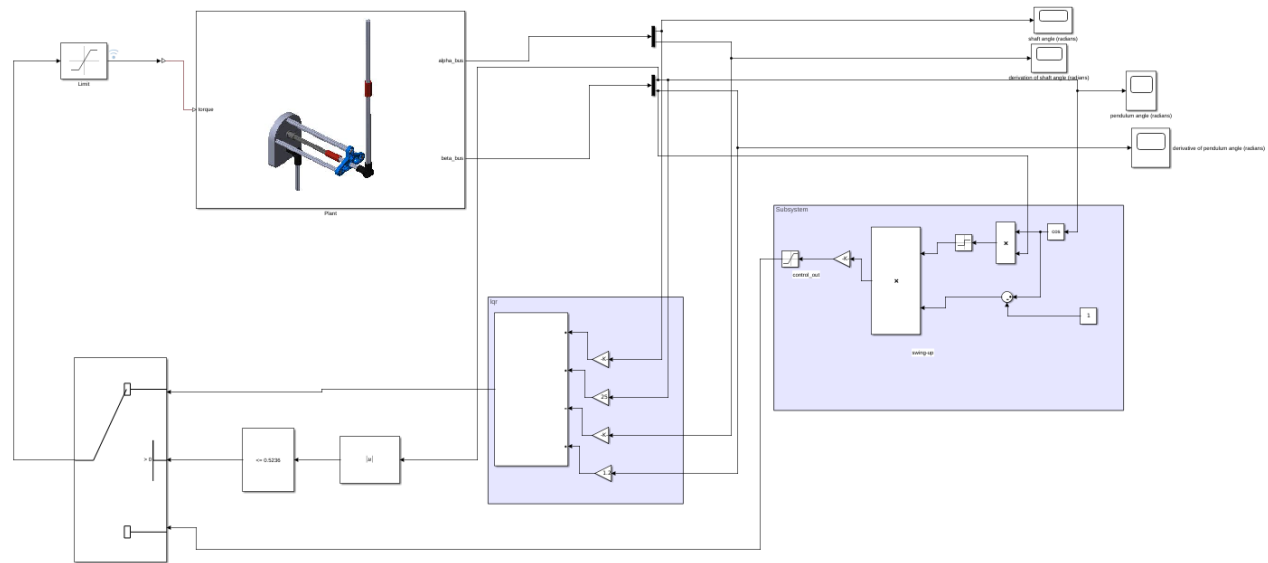 shaft angle (radians)
alpha_bus
Limit
derivation of shaft angle (radians)
torque
pendulum angle (radians)
derivative of pendulum angle (radians)
beta_bus
Plant
Subsystem
cos
×
-K-
×
control_out
1
swing-up
lqr
-K-
25
-K-
> 0
<= 0.5236
|u|